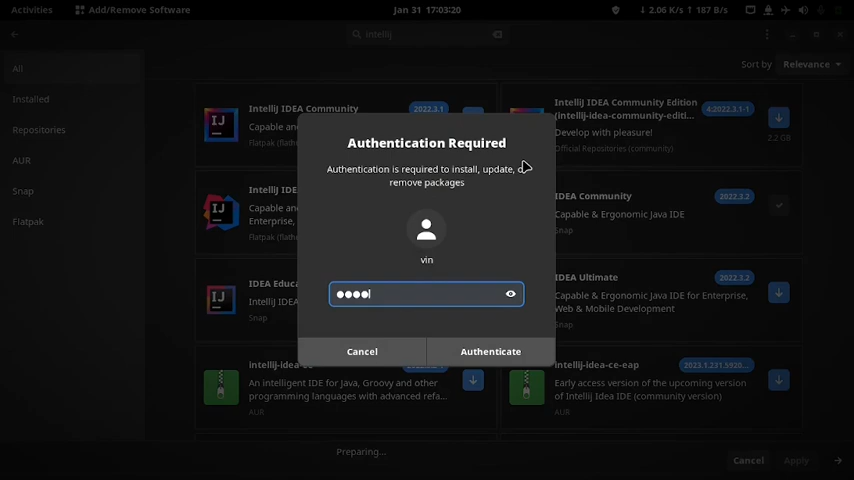 Activities
Add/Remove Software
Jan 31 17:03:20
↓ 2.06 K/s ↑ 187 B/s
intellij
Sort by Relevance
All
Installed
Repositories
AUR
Snap
Flatpak
IntelliJ IDEA Community
2022.3.1
Capable and
Flatpak (flath
IntelliJ IDEA Community Edition
(intellij-idea-community-editi...
4:2022.3.1-1
Develop with pleasure!
Official Repositories (community)
2.2 GB
IntelliJ IDE
Capable and
Enterprise,
Flatpak (flath
IDEA Community
2022.3.2
Capable & Ergonomic Java IDE
Snap
IDEA Educa
IntelliJ IDEA
Snap
IDEA Ultimate
2022.3.2
Capable & Ergonomic Java IDE for Enterprise,
Web & Mobile Development
Snap
An intelligent IDE for Java, Groovy and other
programming languages with advanced refa...
AUR
intellij-idea-ce-eap
2023.1.231.5920...
Early access version of the upcoming version
of Intellij Idea IDE (community version)
AUR
Authentication Required
Authentication is required to install, update, or
remove packages
vin
●●●●
Cancel
Authenticate
Preparing...
Cancel
Apply